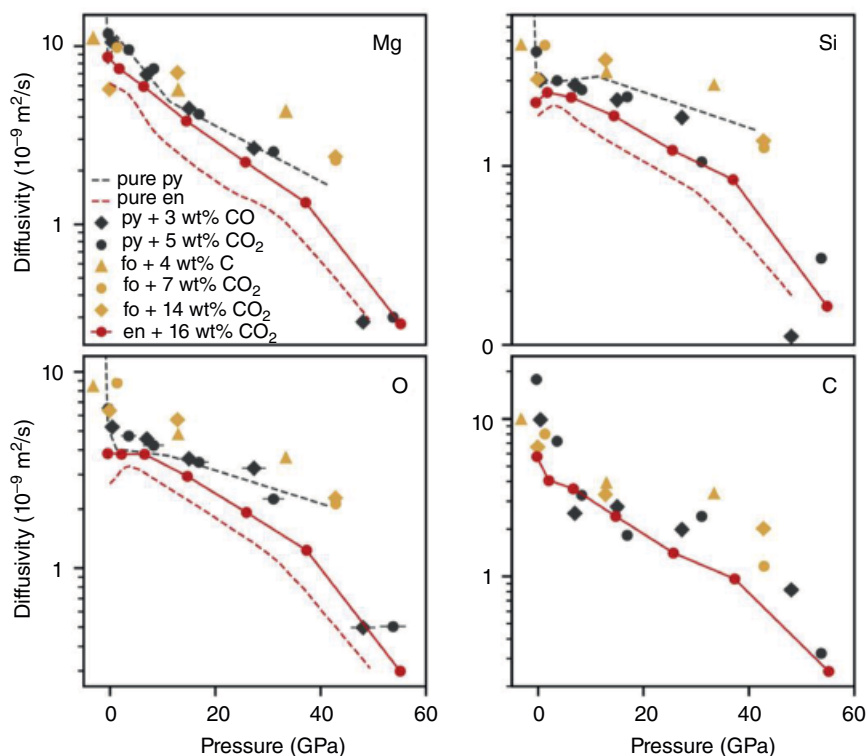 Mg
Si
10
1
Diffusivity (10⁻⁹ m²/s)
pure py
pure en
py + 3 wt% CO
py + 5 wt% CO₂
fo + 4 wt% C
fo + 7 wt% CO₂
fo + 14 wt% CO₂
en + 16 wt% CO₂
1
0
O
C
10
1
Diffusivity (10⁻⁹ m²/s)
10
1
0 20 40 60
0 20 40 60
Pressure (GPa)
Pressure (GPa)